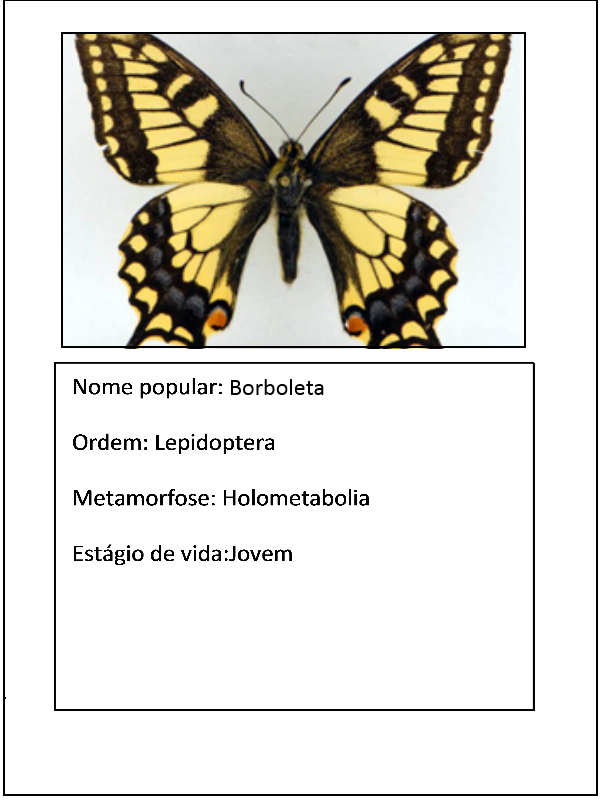 Nome popular: Borboleta
Ordem: Lepidoptera
Metamorfose: Holometabolia
Estágio de vida:Jovem